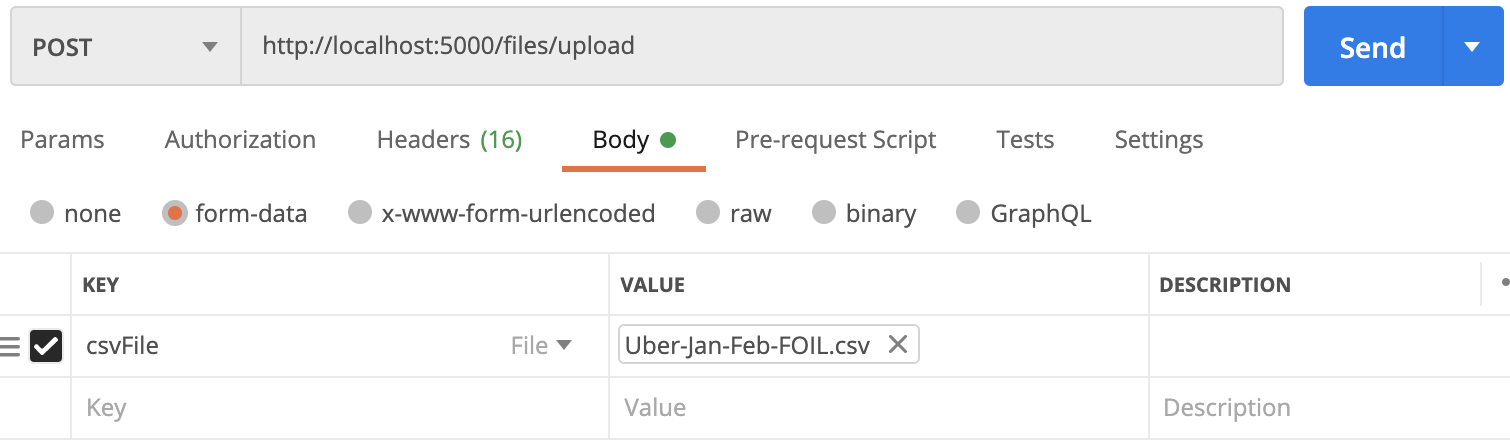 POST http://localhost:5000/files/upload Send
Params Authorization Headers (16) Body Pre-request Script Tests Settings
none form-data x-www-form-urlencoded raw binary GraphQL
KEY VALUE DESCRIPTION
csvFile File Uber-Jan-Feb-FOIL.csv
Key Value Description